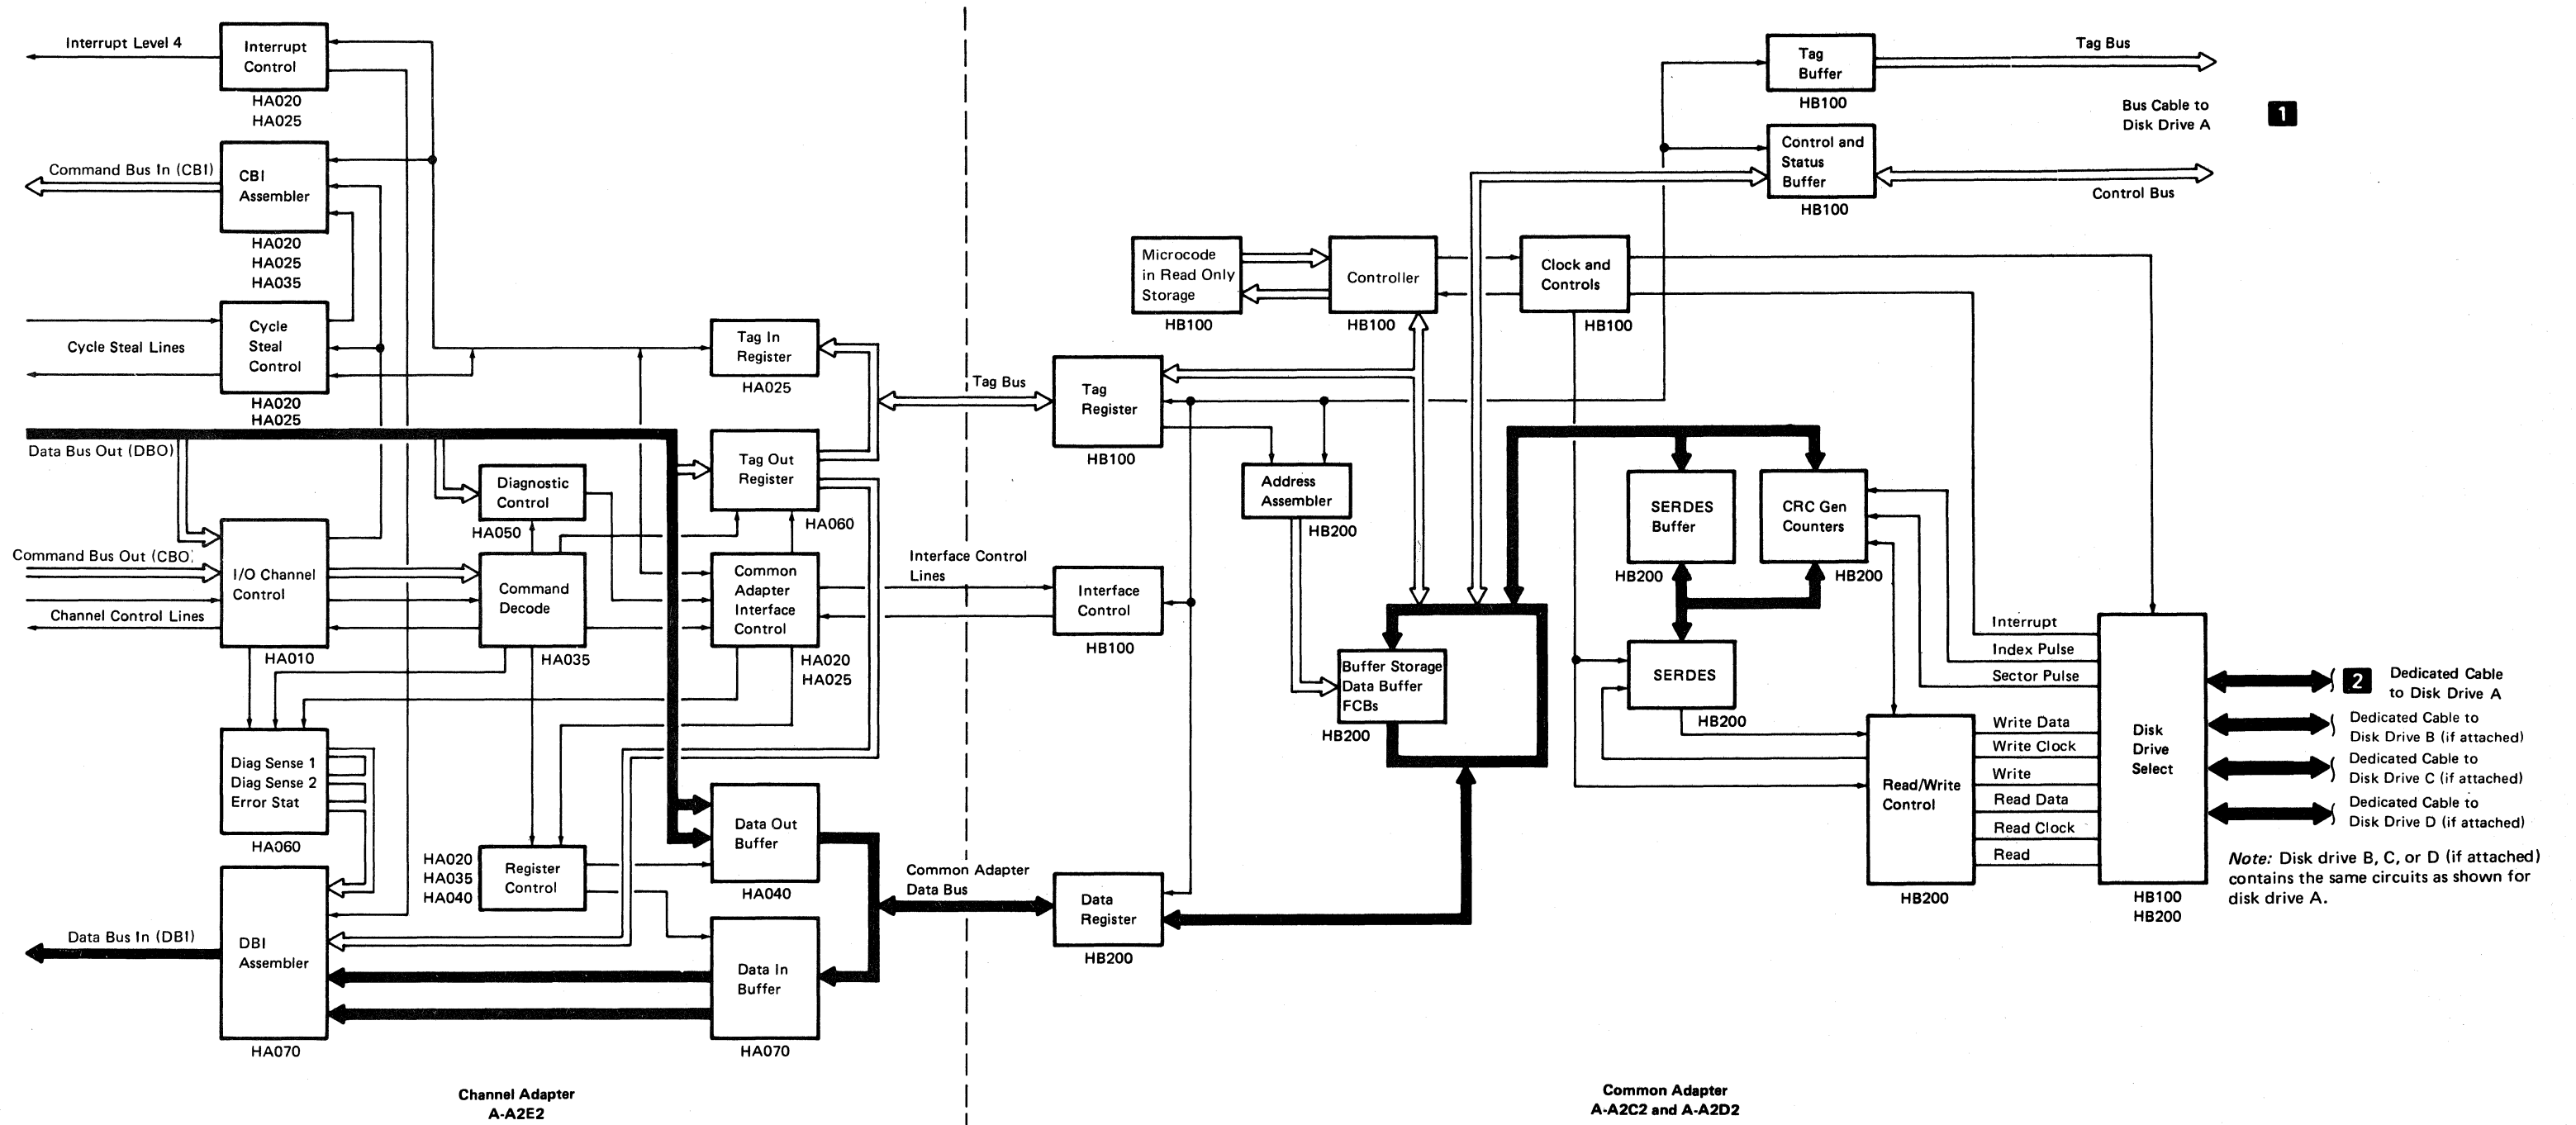 Interrupt Level 4
Interrupt
Control
HA020
HA025
Command Bus In (CBI)
CBI
Assembler
HA020
HA025
HA035
Cycle Steal Lines
Cycle
Steal
Control
HA020
HA025
Data Bus Out (DBO)
Command Bus Out (CBO)
Channel Control Lines
I/O Channel
Control
HA010
Diagnostic
Control
HA050
Command
Decode
HA035
Tag In
Register
HA025
Tag Out
Register
HA060
Common
Adapter
Interface
Control
HA020
HA025
Diag Sense 1
Diag Sense 2
Error Stat
HA060
HA020
HA035
HA040
Register
Control
Data Out
Buffer
HA040
Data Bus In (DBI)
DBI
Assembler
HA070
Data In
Buffer
HA070
Channel Adapter
A-A2E2
Tag Bus
Interface Control
Lines
Common Adapter
Data Bus
Tag
Buffer
HB100
Tag Bus
Bus Cable to
Disk Drive A
1
Control and
Status
Buffer
HB100
Control Bus
Microcode
in Read Only
Storage
HB100
Controller
HB100
Clock and
Controls
HB100
Tag
Register
HB100
Address
Assembler
HB200
Interface
Control
HB100
SERDES
Buffer
HB200
CRC Gen
Counters
HB200
Buffer Storage
Data Buffer
FCBs
HB200
SERDES
HB200
Data
Register
HB200
Interrupt
Index Pulse
Sector Pulse
Write Data
Write Clock
Write
Read Data
Read Clock
Read
Read/Write
Control
HB200
Disk
Drive
Select
HB100
HB200
2
Dedicated Cable
to Disk Drive A
Dedicated Cable to
Disk Drive B (if attached)
Dedicated Cable to
Disk Drive C (if attached)
Dedicated Cable to
Disk Drive D (if attached)
Note: Disk drive B, C, or D (if attached)
contains the same circuits as shown for
disk drive A.
Common Adapter
A-A2C2 and A-A2D2